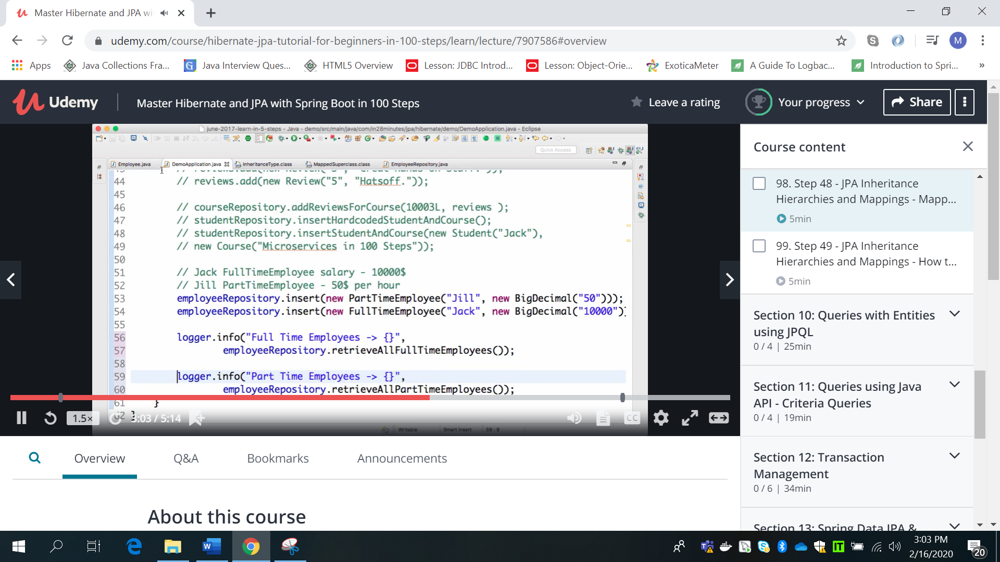 Master Hibernate and JPA wi
udemy.com/course/hibernate-jpa-tutorial-for-beginners-in-100-steps/learn/lecture/7907586#overview
M
Apps
Java Collections Fra...
Java Interview Ques...
HTML5 Overview
Lesson: JDBC Introd...
Lesson: Object-Orie...
ExoticaMeter
A Guide To Logbac...
Introduction to Spri...
»
Udemy
Master Hibernate and JPA with Spring Boot in 100 Steps
Leave a rating
Your progress
Share
june-2017-learn-in-5-steps - Java - demo/src/main/java/com/in28minutes/jpa/hibernate/demo/DemoApplication.java - Eclipse
Quick Access
Employee.java
DemoApplication.java
InheritanceType.class
MappedSuperclass.class
EmployeeRepository.java
44 // reviews.add(new Review("5", "Hatsoff."));
45
46 // courseRepository.addReviewsForCourse(10003L, reviews );
47 // studentRepository.insertHardcodedStudentAndCourse();
48 // studentRepository.insertStudentAndCourse(new Student("Jack"),
49 // new Course("Microservices in 100 Steps"));
50
51 // Jack FullTimeEmployee salary - 10000$
52 // Jill PartTimeEmployee - 50$ per hour
53 employeeRepository.insert(new PartTimeEmployee("Jill", new BigDecimal("50")));
54 employeeRepository.insert(new FullTimeEmployee("Jack", new BigDecimal("10000")
55
56 logger.info("Full Time Employees -> {}",
57 employeeRepository.retrieveAllFullTimeEmployees());
58
59 logger.info("Part Time Employees -> {}",
60 employeeRepository.retrieveAllPartTimeEmployees());
61 }
62 }
1.5×
3:03 / 5:14
CC
Writable
Smart Insert
59 : 9
Course content
98. Step 48 - JPA Inheritance
Hierarchies and Mappings - Mapp...
5min
99. Step 49 - JPA Inheritance
Hierarchies and Mappings - How t...
5min
Section 10: Queries with Entities
using JPQL
0 / 4 | 25min
Section 11: Queries using Java
API - Criteria Queries
0 / 4 | 19min
Section 12: Transaction
Management
0 / 6 | 34min
Section 13: Spring Data JPA &
Overview
Q&A
Bookmarks
Announcements
About this course
3:03 PM
2/16/2020
20